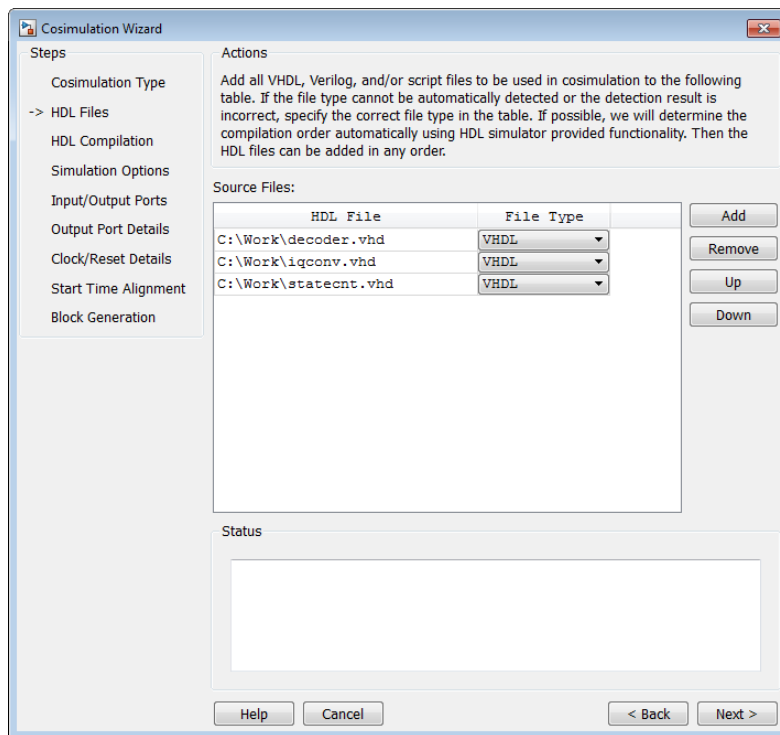 Cosimulation Wizard
Steps
Cosimulation Type
-> HDL Files
HDL Compilation
Simulation Options
Input/Output Ports
Output Port Details
Clock/Reset Details
Start Time Alignment
Block Generation
Actions
Add all VHDL, Verilog, and/or script files to be used in cosimulation to the following
table. If the file type cannot be automatically detected or the detection result is
incorrect, specify the correct file type in the table. If possible, we will determine the
compilation order automatically using HDL simulator provided functionality. Then the
HDL files can be added in any order.
Source Files:
HDL File File Type
C:\Work\decoder.vhd VHDL
C:\Work\iqconv.vhd VHDL
C:\Work\statecnt.vhd VHDL
Add
Remove
Up
Down
Status
Help Cancel < Back Next >